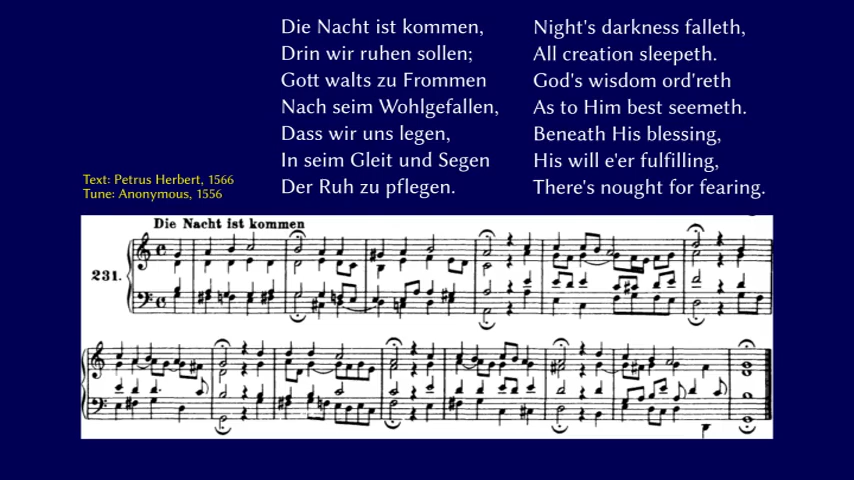 Die Nacht ist kommen,
Drin wir ruhen sollen;
Gott walts zu Frommen
Nach seim Wohlgefallen,
Dass wir uns legen,
In seim Gleit und Segen
Der Ruh zu pflegen.
Night's darkness falleth,
All creation sleepeth.
God's wisdom ord'reth
As to Him best seemeth.
Beneath His blessing,
His will e'er fulfilling,
There's nought for fearing.
Text: Petrus Herbert, 1566
Tune: Anonymous, 1556
Die Nacht ist kommen
231.